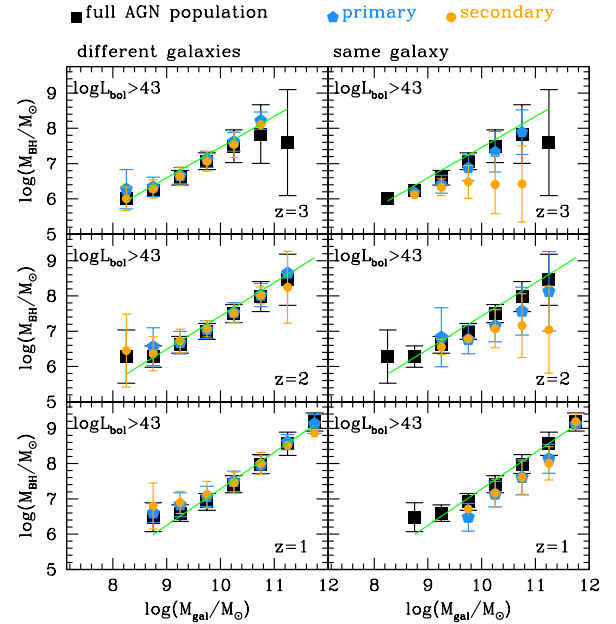 full AGN population primary secondary
different galaxies same galaxy
logL_bol>43 logL_bol>43
z=3 z=3
9
8
7
6
5
log(M_BH/M_⊙)
logL_bol>43 logL_bol>43
z=2 z=2
9
8
7
6
5
log(M_BH/M_⊙)
logL_bol>43 logL_bol>43
z=1 z=1
9
8
7
6
5
log(M_BH/M_⊙)
8 9 10 11 8 9 10 11 12
log(M_gal/M_⊙) log(M_gal/M_⊙)